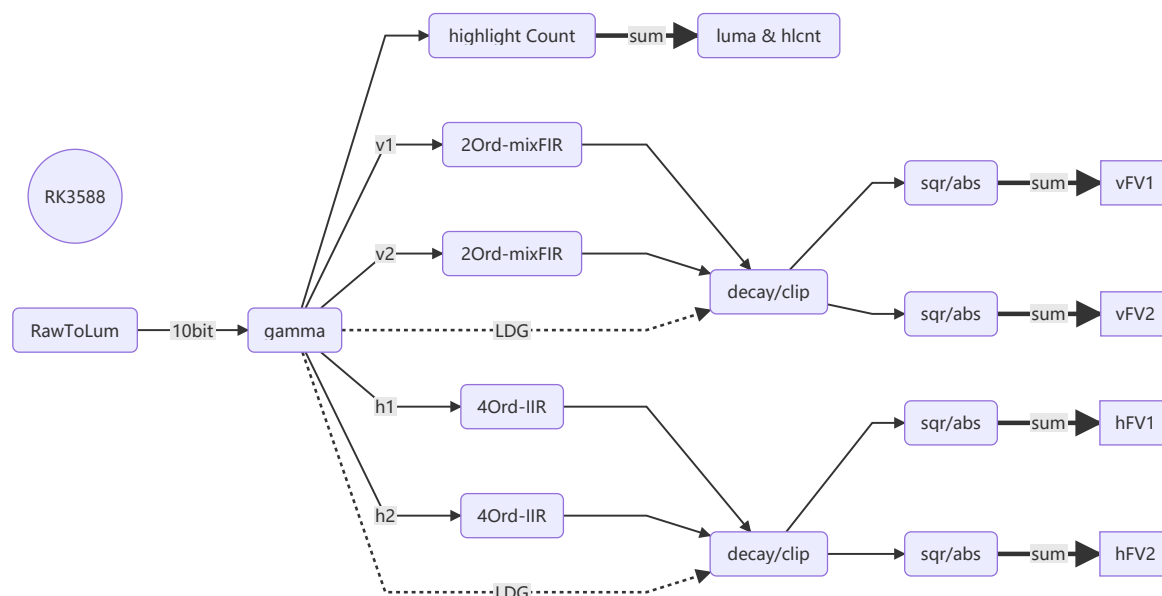 highlight Count
sum
luma & hlcnt
v1
2Ord-mixFIR
sqr/abs
sum
vFV1
RK3588
v2
2Ord-mixFIR
decay/clip
sqr/abs
sum
vFV2
RawToLum
10bit
gamma
LDG
h1
4Ord-IIR
sqr/abs
sum
hFV1
h2
4Ord-IIR
decay/clip
sqr/abs
sum
hFV2
LDG